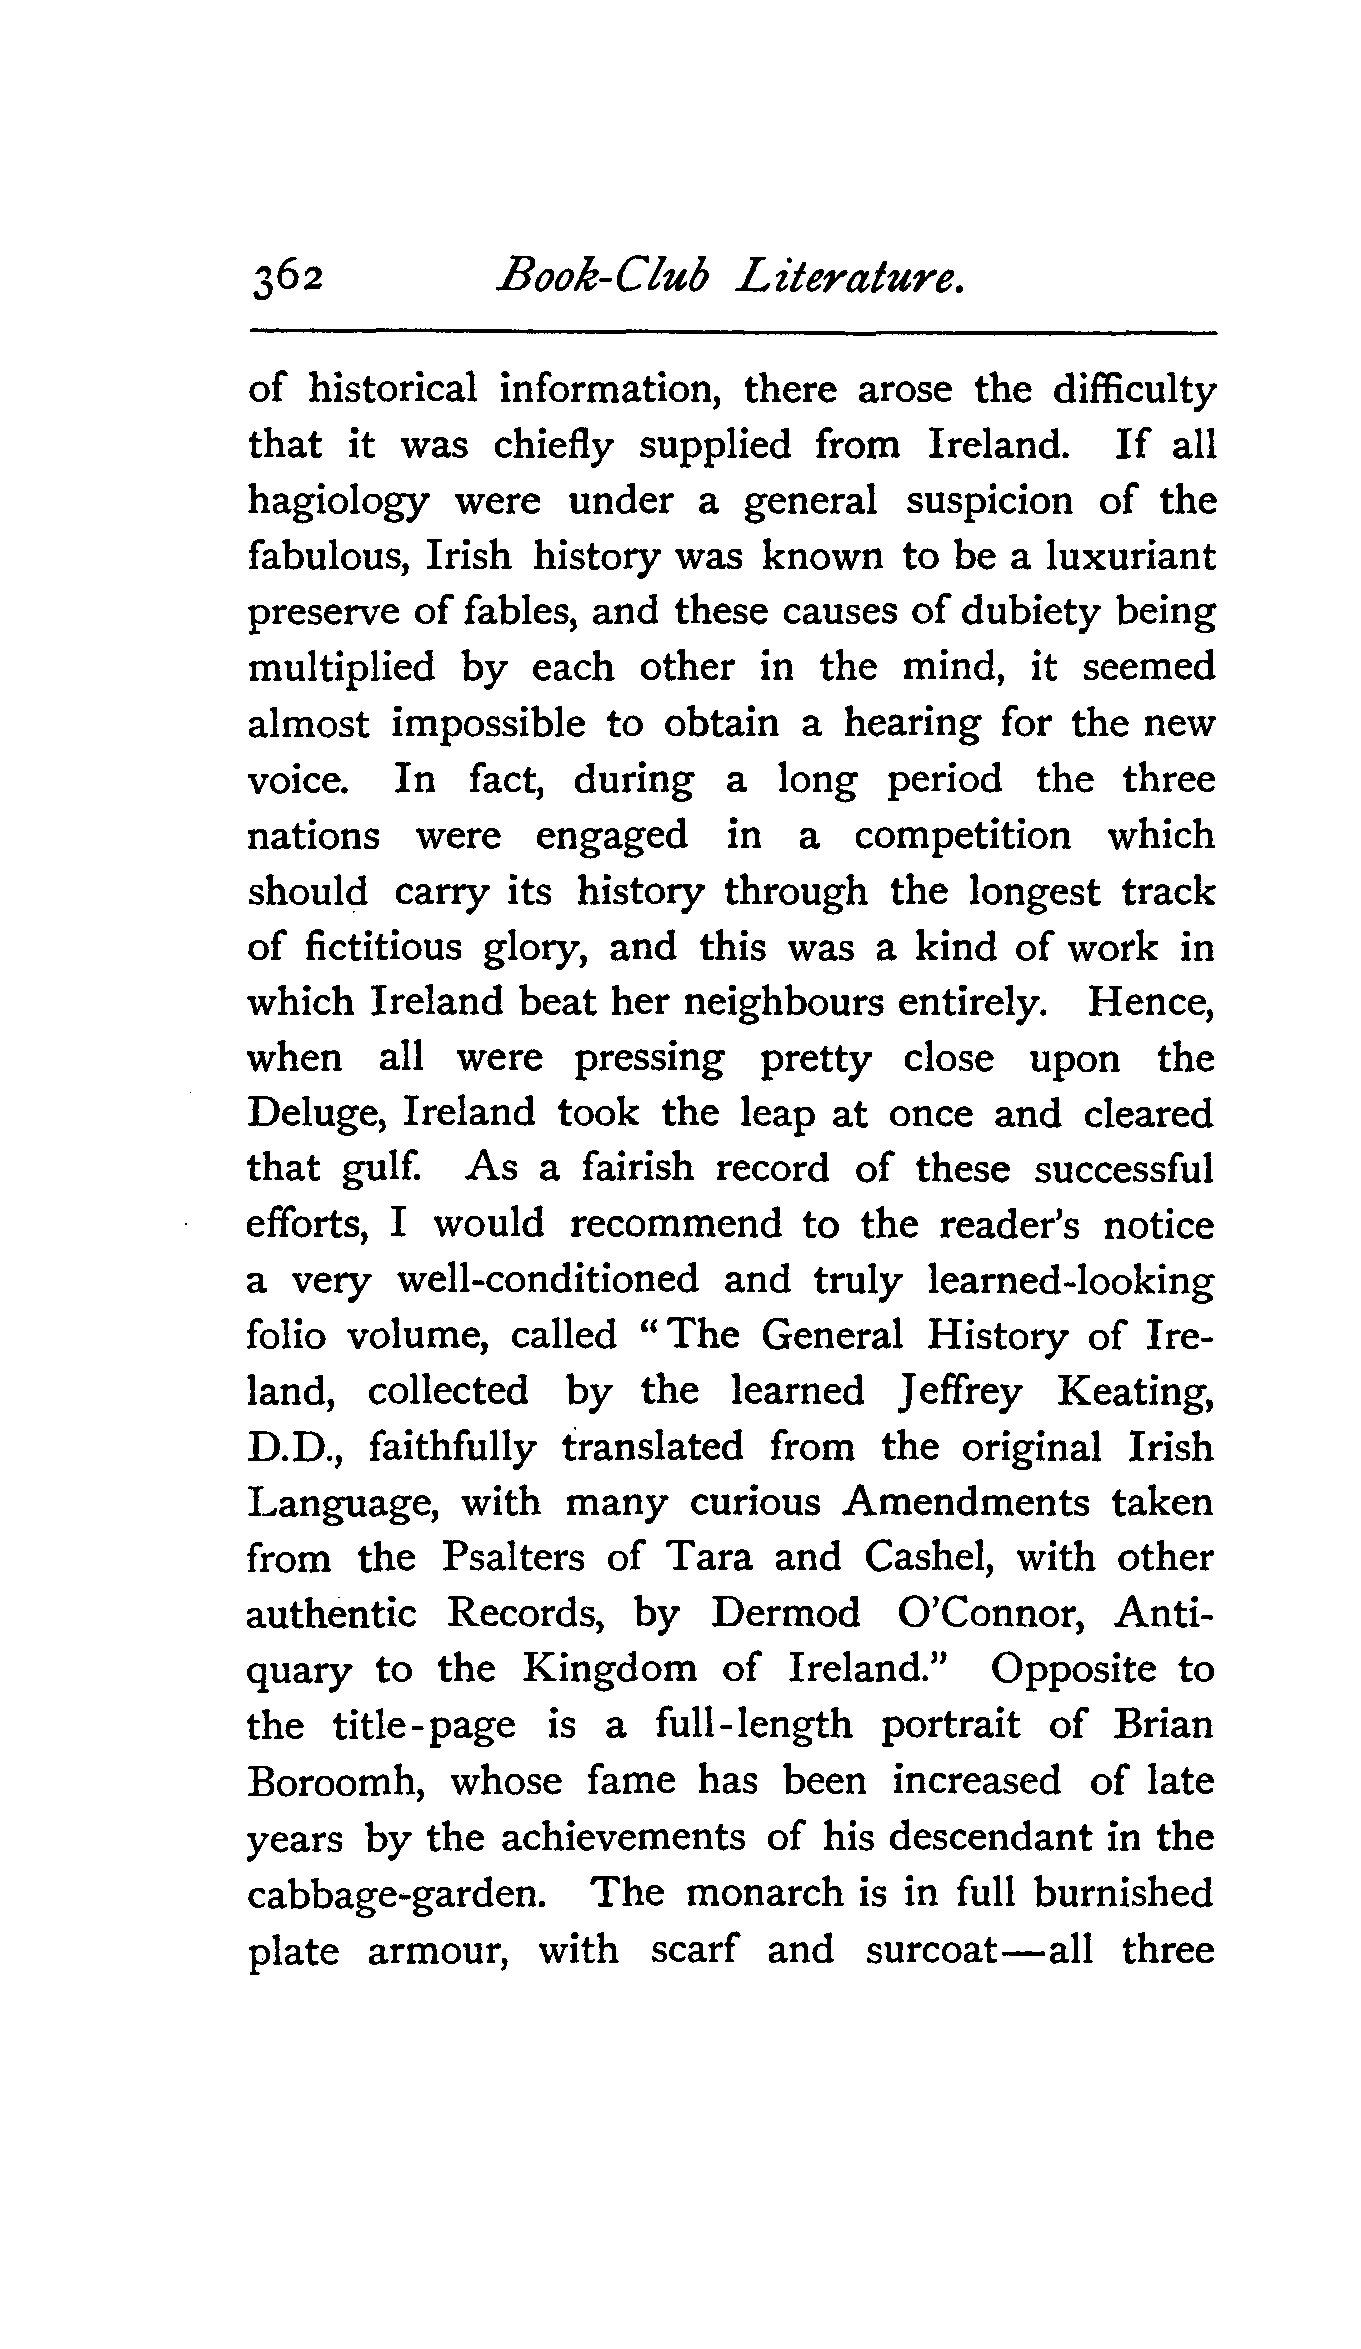 362 Book-Club Literature.
of historical information, there arose the difficulty
that it was chiefly supplied from Ireland. If all
hagiology were under a general suspicion of the
fabulous, Irish history was known to be a luxuriant
preserve of fables, and these causes of dubiety being
multiplied by each other in the mind, it seemed
almost impossible to obtain a hearing for the new
voice. In fact, during a long period the three
nations were engaged in a competition which
should carry its history through the longest track
of fictitious glory, and this was a kind of work in
which Ireland beat her neighbours entirely. Hence,
when all were pressing pretty close upon the
Deluge, Ireland took the leap at once and cleared
that gulf. As a fairish record of these successful
efforts, I would recommend to the reader's notice
a very well-conditioned and truly learned-looking
folio volume, called “The General History of Ire-
land, collected by the learned Jeffrey Keating,
D.D., faithfully translated from the original Irish
Language, with many curious Amendments taken
from the Psalters of Tara and Cashel, with other
authentic Records, by Dermod O'Connor, Anti-
quary to the Kingdom of Ireland.” Opposite to
the title-page is a full-length portrait of Brian
Boroomh, whose fame has been increased of late
years by the achievements of his descendant in the
cabbage-garden. The monarch is in full burnished
plate armour, with scarf and surcoat—all three